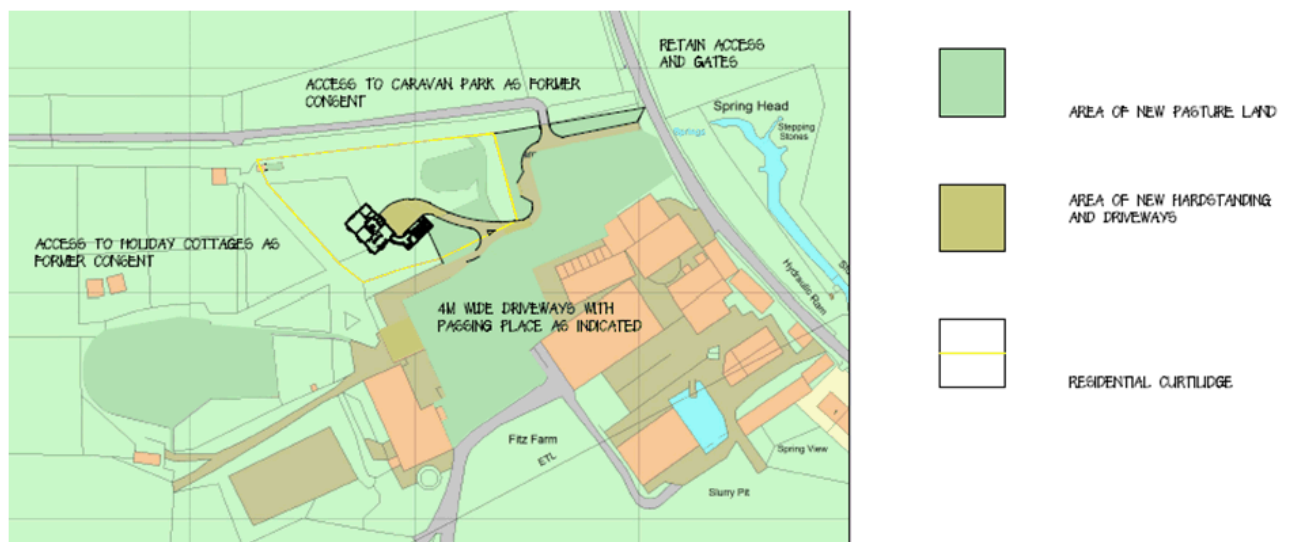 RETAIN ACCESS
AND GATES
ACCESS TO CARAVAN PARK AS FORMER
CONSENT
Spring Head
Springs
Stepping
Stones
AREA OF NEW PASTURE LAND
AREA OF NEW HARDSTANDING
AND DRIVEWAYS
ACCESS TO HOLIDAY COTTAGES AS
FORMER CONSENT
Hydraulic Ram
4M WIDE DRIVEWAYS WITH
PASSING PLACE AS INDICATED
RESIDENTIAL CURTILIDGE
Fitz Farm
ETL
Spring View
Slurry Pit